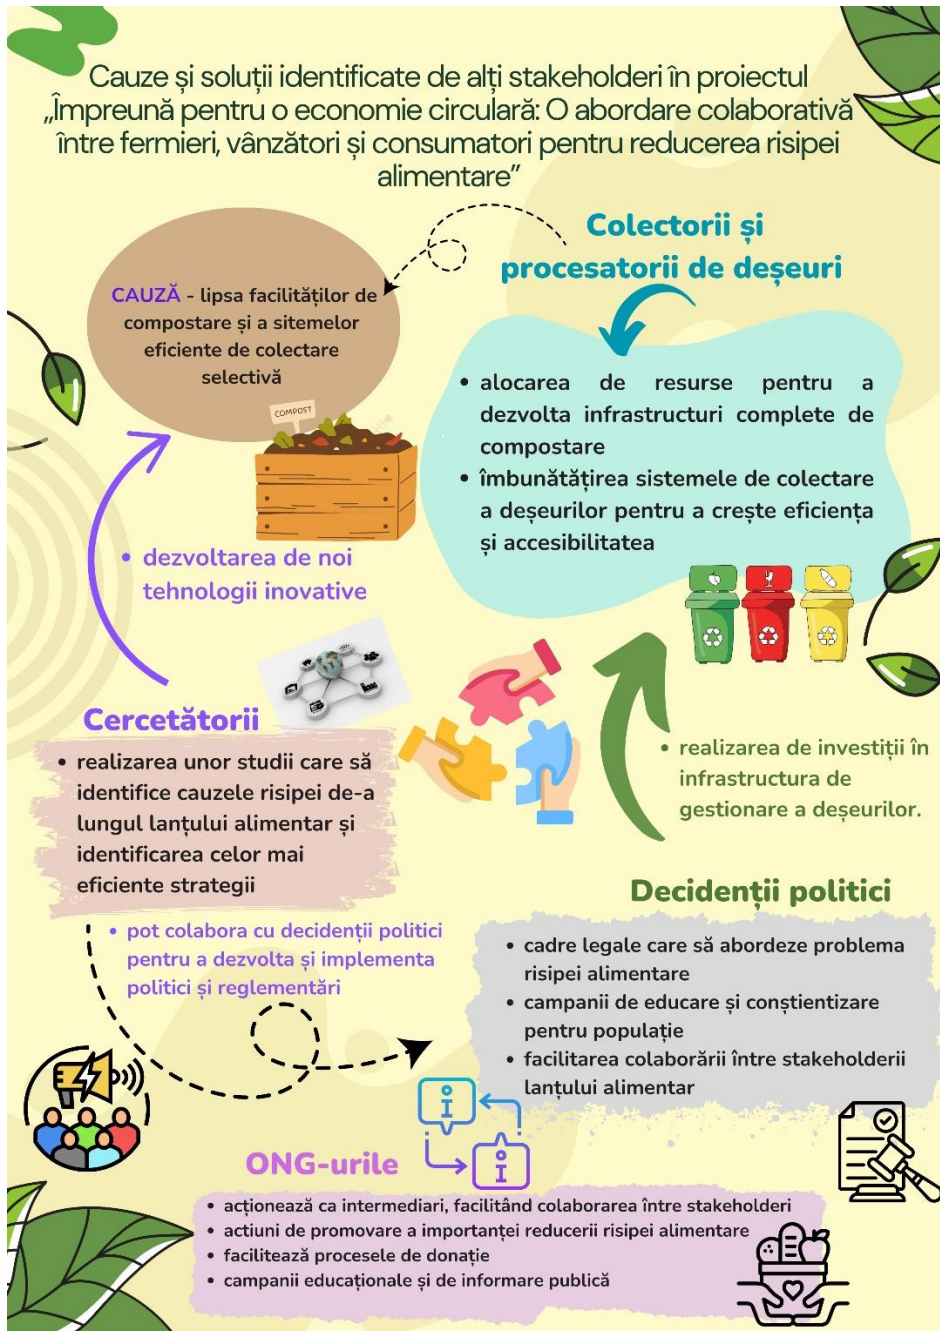 Cauze și soluții identificate de alți stakeholderi în proiectul
„Împreună pentru o economie circulară: O abordare colaborativă
între fermieri, vânzători și consumatori pentru reducerea risipei
alimentare”
Colectorii și
procesatorii de deșeuri
CAUZĂ - lipsa facilităților de
compostare și a sitemelor
eficiente de colectare
selectivă
COMPOST
• alocarea de resurse pentru a
dezvolta infrastructuri complete de
compostare
• îmbunătățirea sistemele de colectare
a deșeurilor pentru a crește eficiența
și accesibilitatea
• dezvoltarea de noi
tehnologii inovative
Cercetătorii
• realizarea unor studii care să
identifice cauzele risipei de-a
lungul lanțului alimentar și
identificarea celor mai
eficiente strategii
• realizarea de investiții în
infrastructura de
gestionare a deșeurilor.
• pot colabora cu decidenții politici
pentru a dezvolta și implementa
politici și reglementări
Decidenții politici
• cadre legale care să abordeze problema
risipei alimentare
• campanii de educare și conștientizare
pentru populație
• facilitarea colaborării între stakeholderii
lanțului alimentar
ONG-urile
• acționează ca intermediari, facilitând colaborarea între stakeholderi
• actiuni de promovare a importanței reducerii risipei alimentare
• facilitează procesele de donație
• campanii educaționale și de informare publică